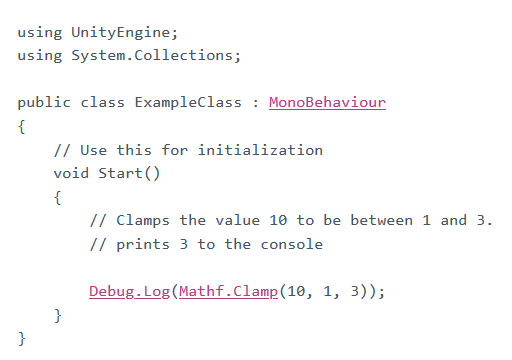 using UnityEngine;
using System.Collections;

public class ExampleClass : MonoBehaviour
{
    // Use this for initialization
    void Start()
    {
        // Clamps the value 10 to be between 1 and 3.
        // prints 3 to the console

        Debug.Log(Mathf.Clamp(10, 1, 3));
    }
}